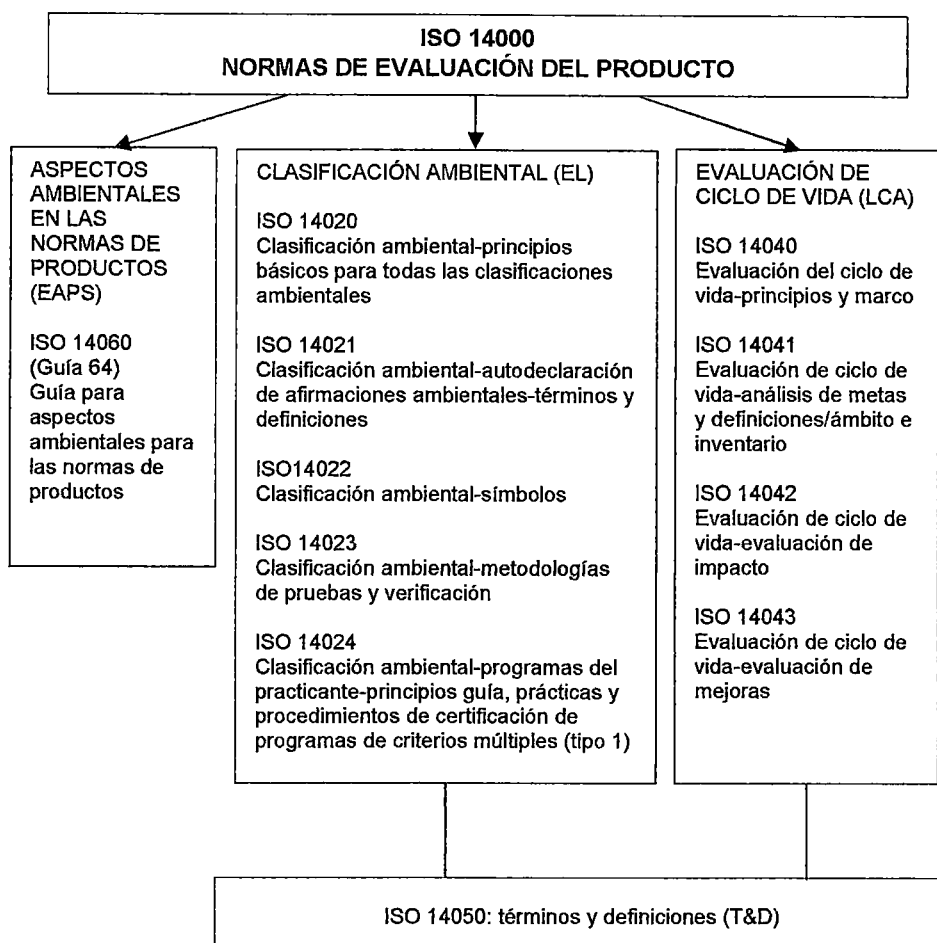 ISO 14000
NORMAS DE EVALUACIÓN DEL PRODUCTO
ASPECTOS
AMBIENTALES
EN LAS
NORMAS DE
PRODUCTOS
(EAPS)
ISO 14060
(Guía 64)
Guía para
aspectos
ambientales para
las normas de
productos
CLASIFICACIÓN AMBIENTAL (EL)
ISO 14020
Clasificación ambiental-principios
básicos para todas las clasificaciones
ambientales
ISO 14021
Clasificación ambiental-autodeclaración
de afirmaciones ambientales-términos y
definiciones
ISO14022
Clasificación ambiental-símbolos
ISO 14023
Clasificación ambiental-metodologías
de pruebas y verificación
ISO 14024
Clasificación ambiental-programas del
practicante-principios guía, prácticas y
procedimientos de certificación de
programas de criterios múltiples (tipo 1)
EVALUACIÓN DE
CICLO DE VIDA (LCA)
ISO 14040
Evaluación del ciclo de
vida-principios y marco
ISO 14041
Evaluación de ciclo de
vida-análisis de metas
y definiciones/ámbito e
inventario
ISO 14042
Evaluación de ciclo de
vida-evaluación de
impacto
ISO 14043
Evaluación de ciclo de
vida-evaluación de
mejoras
ISO 14050: términos y definiciones (T&D)